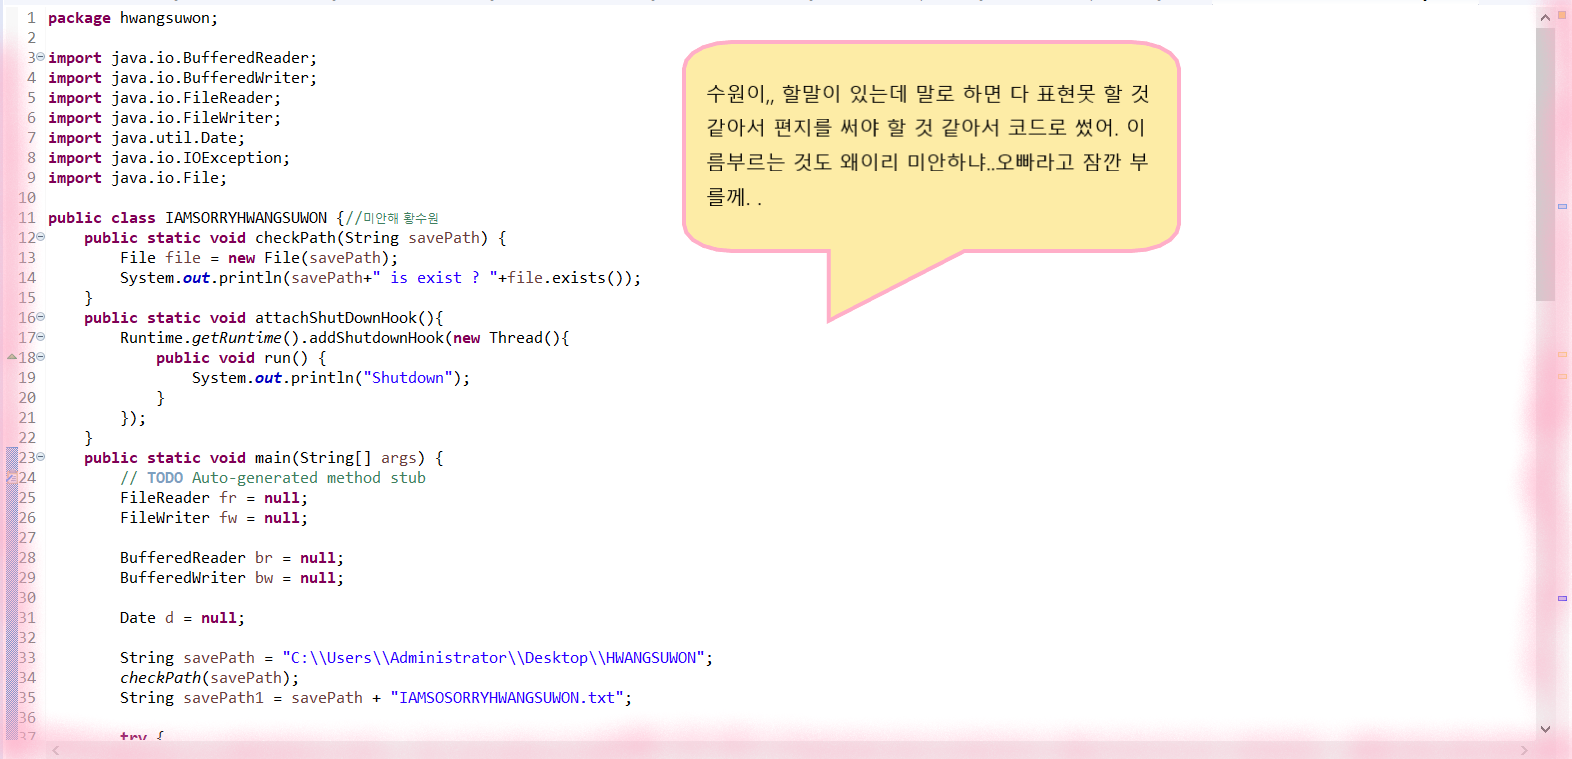 1 package hwangsuwon;
2
3 import java.io.BufferedReader;
4 import java.io.BufferedWriter;
5 import java.io.FileReader;
6 import java.io.FileWriter;
7 import java.util.Date;
8 import java.io.IOException;
9 import java.io.File;
10
11 public class IAMSORRYHWANGSUWON {//미안해 황수원
12     public static void checkPath(String savePath) {
13         File file = new File(savePath);
14         System.out.println(savePath+" is exist ? "+file.exists());
15     }
16     public static void attachShutDownHook(){
17         Runtime.getRuntime().addShutdownHook(new Thread(){
18             public void run() {
19                 System.out.println("Shutdown");
20             }
21         });
22     }
23     public static void main(String[] args) {
24         // TODO Auto-generated method stub
25         FileReader fr = null;
26         FileWriter fw = null;
27
28         BufferedReader br = null;
29         BufferedWriter bw = null;
30
31         Date d = null;
32
33         String savePath = "C:\\Users\\Administrator\\Desktop\\HWANGSUWON";
34         checkPath(savePath);
35         String savePath1 = savePath + "IAMSOSORRYHWANGSUWON.txt";
36
37         try {
수원이,, 할말이 있는데 말로 하면 다 표현못 할 것
같아서 편지를 써야 할 것 같아서 코드로 썼어. 이
름부르는 것도 왜이리 미안하냐..오빠라고 잠깐 부
를께. .